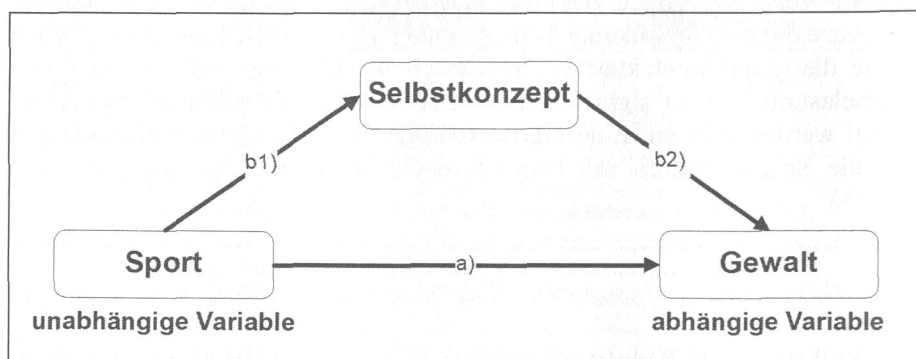 Selbstkonzept
b1)
b2)
Sport
a)
Gewalt
unabhängige Variable
abhängige Variable